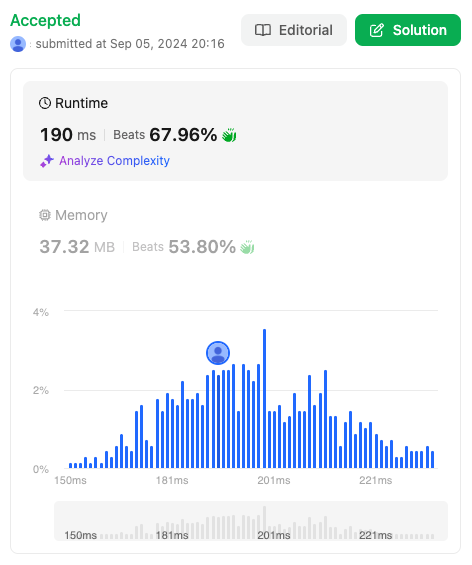 Accepted
submitted at Sep 05, 2024 20:16
Editorial
Solution
Runtime
190 ms Beats 67.96%
Analyze Complexity
Memory
37.32 MB Beats 53.80%
4%
2%
0%
150ms 181ms 201ms 221ms
150ms 181ms 201ms 221ms